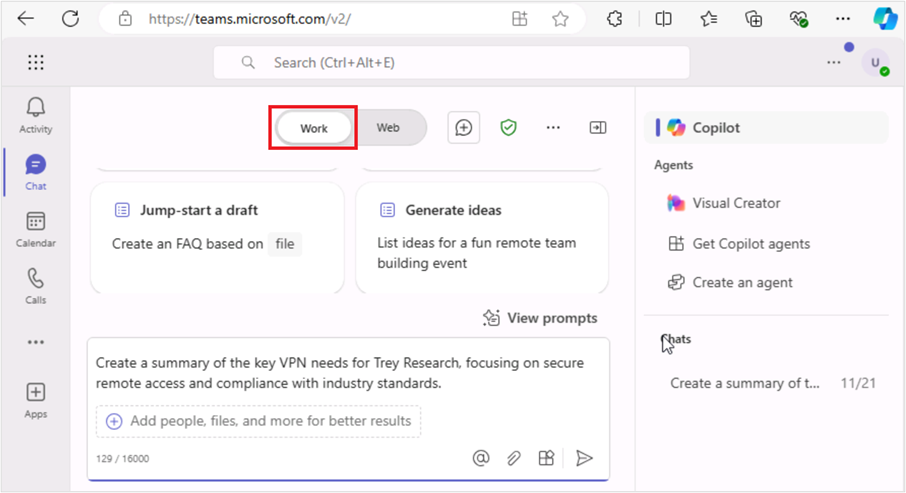 https://teams.microsoft.com/v2/
Search (Ctrl+Alt+E)
U
Activity
Chat
Calendar
Calls
Apps
Work
Web
Jump-start a draft
Create an FAQ based on file
Generate ideas
List ideas for a fun remote team
building event
View prompts
Create a summary of the key VPN needs for Trey Research, focusing on secure
remote access and compliance with industry standards.
Add people, files, and more for better results
129 / 16000
Copilot
Agents
Visual Creator
Get Copilot agents
Create an agent
Chats
Create a summary of t... 11/21